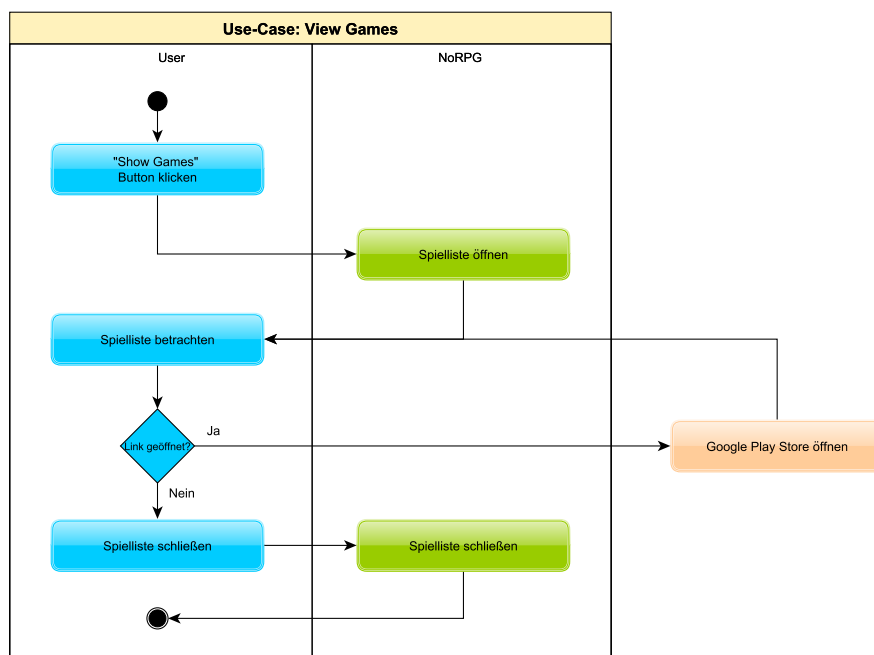 Use-Case: View Games
User
NoRPG
"Show Games"
Button klicken
Spielliste öffnen
Spielliste betrachten
Link geöffnet?
Ja
Google Play Store öffnen
Nein
Spielliste schließen
Spielliste schließen